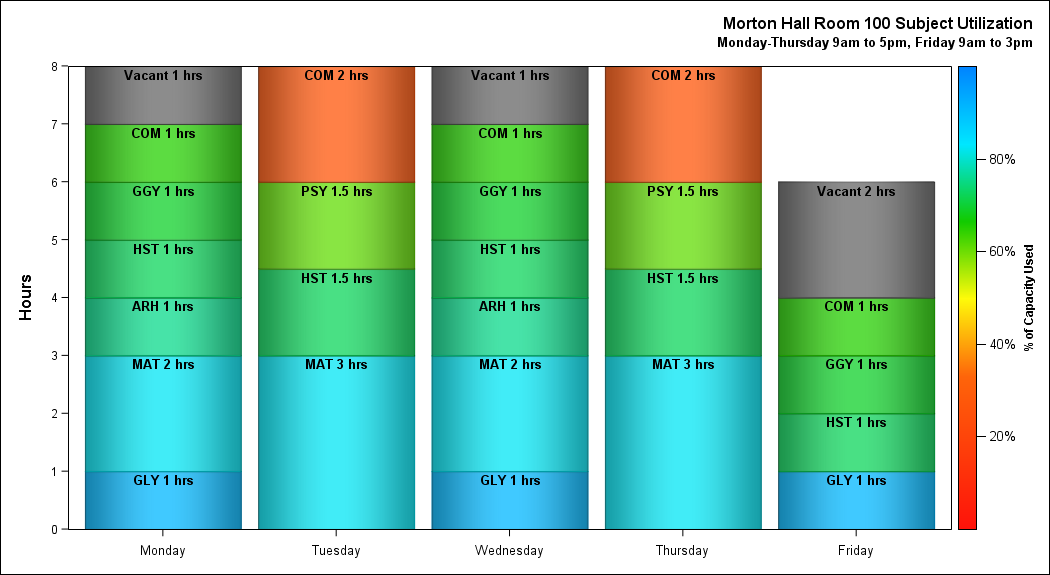 Morton Hall Room 100 Subject Utilization
Monday-Thursday 9am to 5pm, Friday 9am to 3pm
Hours
8
7
6
5
4
3
2
1
0
Vacant 1 hrs
COM 1 hrs
GGY 1 hrs
HST 1 hrs
ARH 1 hrs
MAT 2 hrs
GLY 1 hrs
COM 2 hrs
PSY 1.5 hrs
HST 1.5 hrs
MAT 3 hrs
Vacant 1 hrs
COM 1 hrs
GGY 1 hrs
HST 1 hrs
ARH 1 hrs
MAT 2 hrs
GLY 1 hrs
COM 2 hrs
PSY 1.5 hrs
HST 1.5 hrs
MAT 3 hrs
Vacant 2 hrs
COM 1 hrs
GGY 1 hrs
HST 1 hrs
GLY 1 hrs
Monday
Tuesday
Wednesday
Thursday
Friday
80%
60%
40%
20%
% of Capacity Used